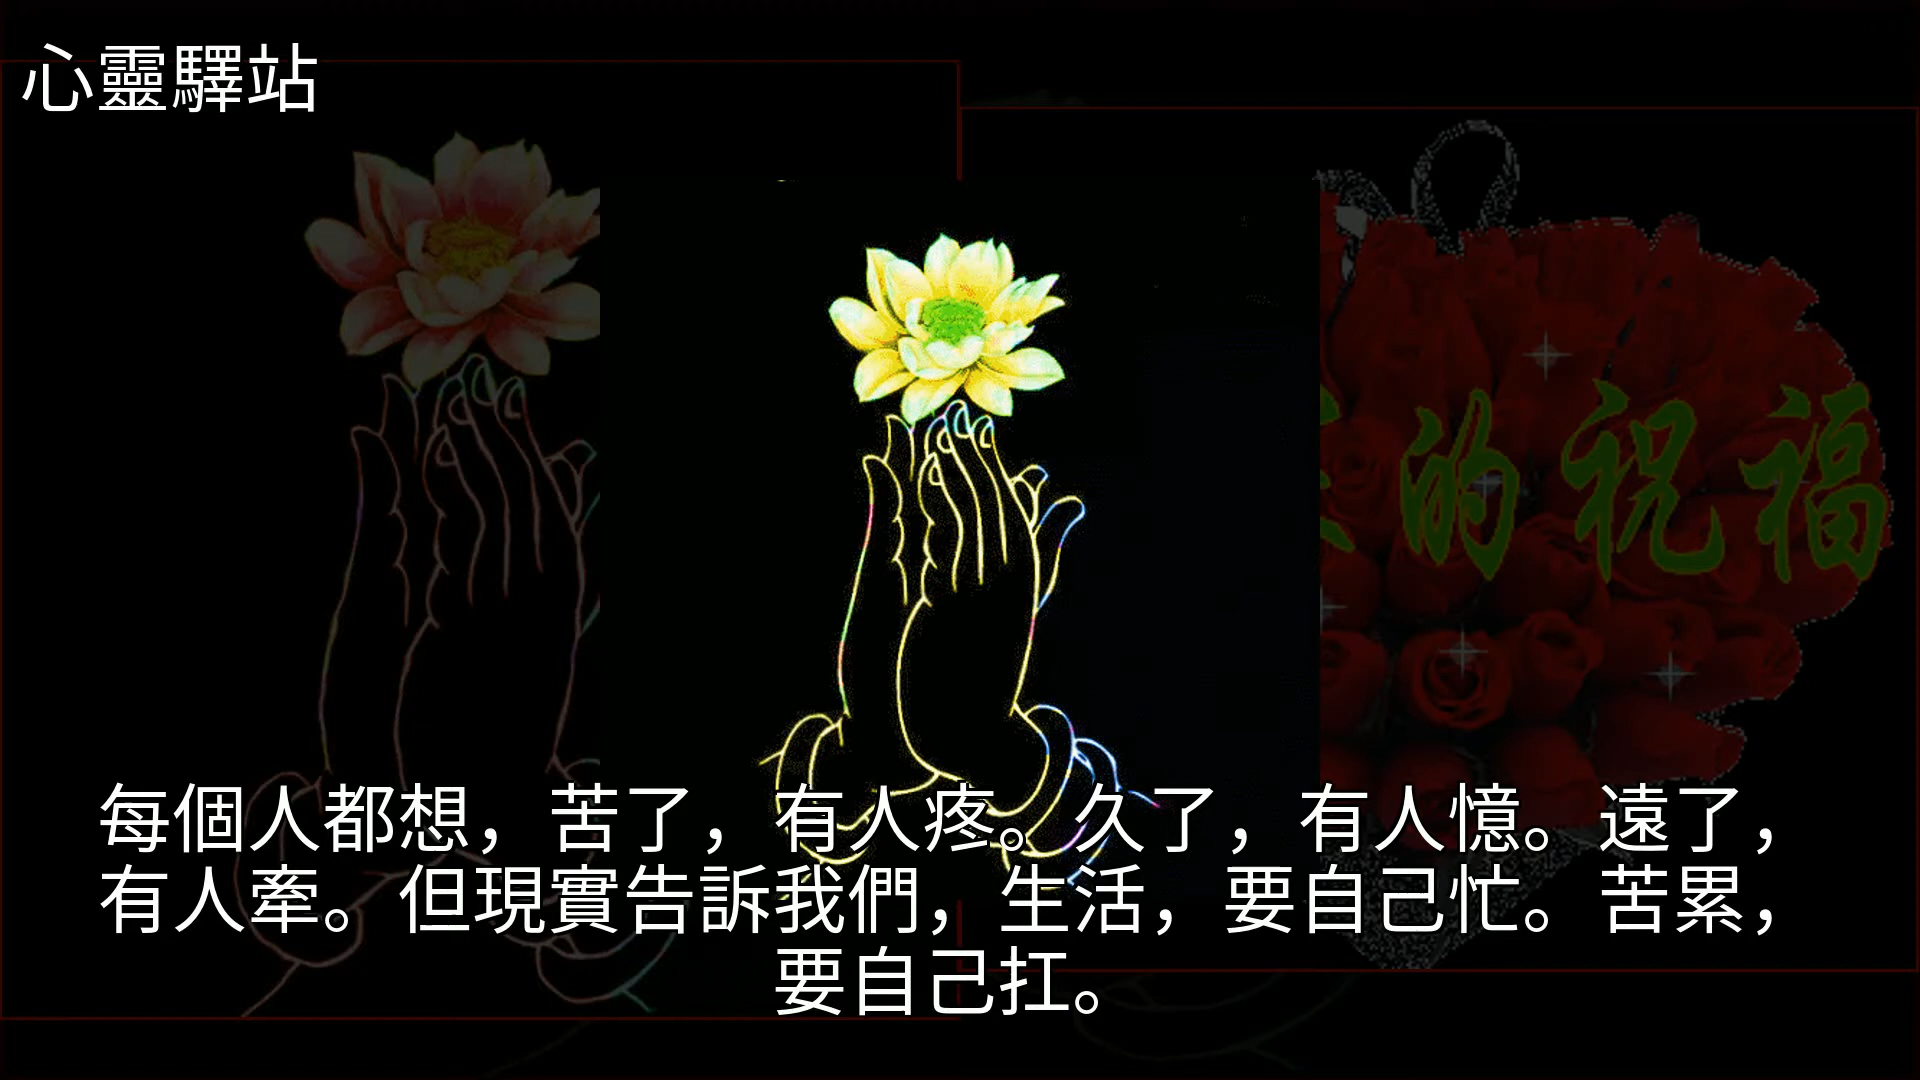 心靈驛站
的祝福
每個人都想，苦了，有人疼。久了，有人憶。遠了，
有人牽。但現實告訴我們，生活，要自己忙。苦累，
要自己扛。